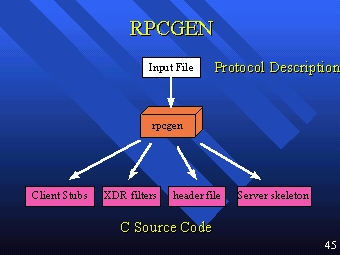 RPCGEN
Input File
Protocol Description
rpcgen
Client Stubs
XDR filters
header file
Server skeleton
C Source Code
45